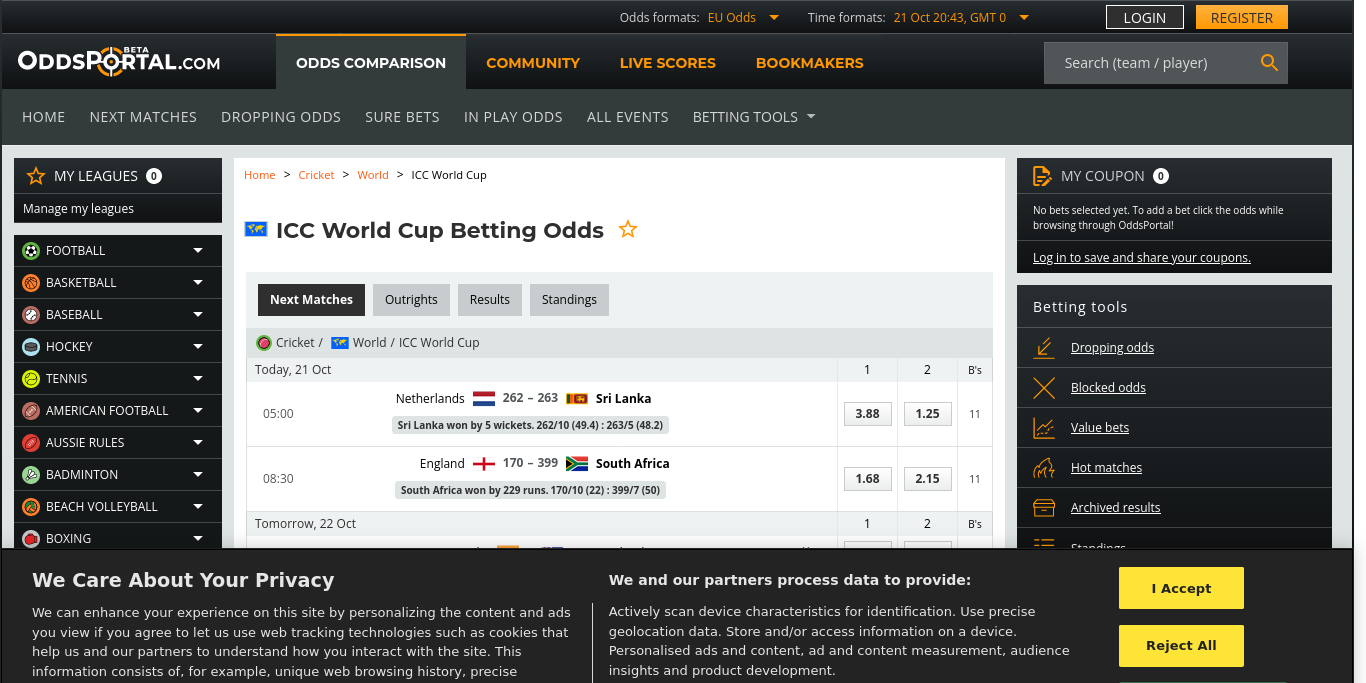 Odds formats: EU Odds Time formats: 21 Oct 20:43, GMT 0 LOGIN REGISTER
ODDSPORTAL.COM BETA ODDS COMPARISON COMMUNITY LIVE SCORES BOOKMAKERS Search (team / player)
HOME NEXT MATCHES DROPPING ODDS SURE BETS IN PLAY ODDS ALL EVENTS BETTING TOOLS
MY LEAGUES 0
Manage my leagues
FOOTBALL
BASKETBALL
BASEBALL
HOCKEY
TENNIS
AMERICAN FOOTBALL
AUSSIE RULES
BADMINTON
BEACH VOLLEYBALL
BOXING
Home > Cricket > World > ICC World Cup
ICC World Cup Betting Odds
Next Matches Outrights Results Standings
Cricket / World / ICC World Cup
Today, 21 Oct 1 2 B's
Netherlands 262 – 263 Sri Lanka
05:00 3.88 1.25 11
Sri Lanka won by 5 wickets. 262/10 (49.4) : 263/5 (48.2)
England 170 – 399 South Africa
08:30 1.68 2.15 11
South Africa won by 229 runs. 170/10 (22) : 399/7 (50)
Tomorrow, 22 Oct 1 2 B's
MY COUPON 0
No bets selected yet. To add a bet click the odds while
browsing through OddsPortal!
Log in to save and share your coupons.
Betting tools
Dropping odds
Blocked odds
Value bets
Hot matches
Archived results
Standings
We Care About Your Privacy
We can enhance your experience on this site by personalizing the content and ads
you view if you agree to let us use web tracking technologies such as cookies that
help us and our partners to understand how you interact with the site. This
information consists of, for example, unique web browsing history, precise
We and our partners process data to provide:
Actively scan device characteristics for identification. Use precise
geolocation data. Store and/or access information on a device.
Personalised ads and content, ad and content measurement, audience
insights and product development.
I Accept
Reject All